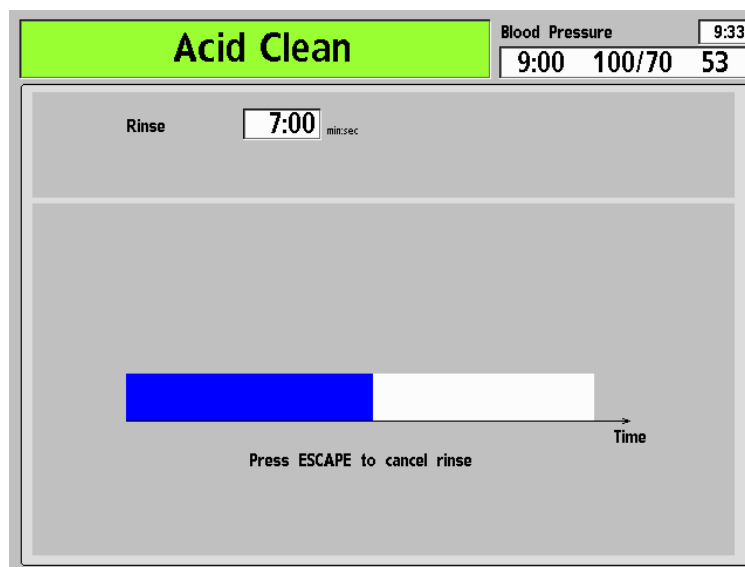 Acid Clean
Blood Pressure 9:33
9:00 100/70 53
Rinse 7:00 min:sec
Time
Press ESCAPE to cancel rinse